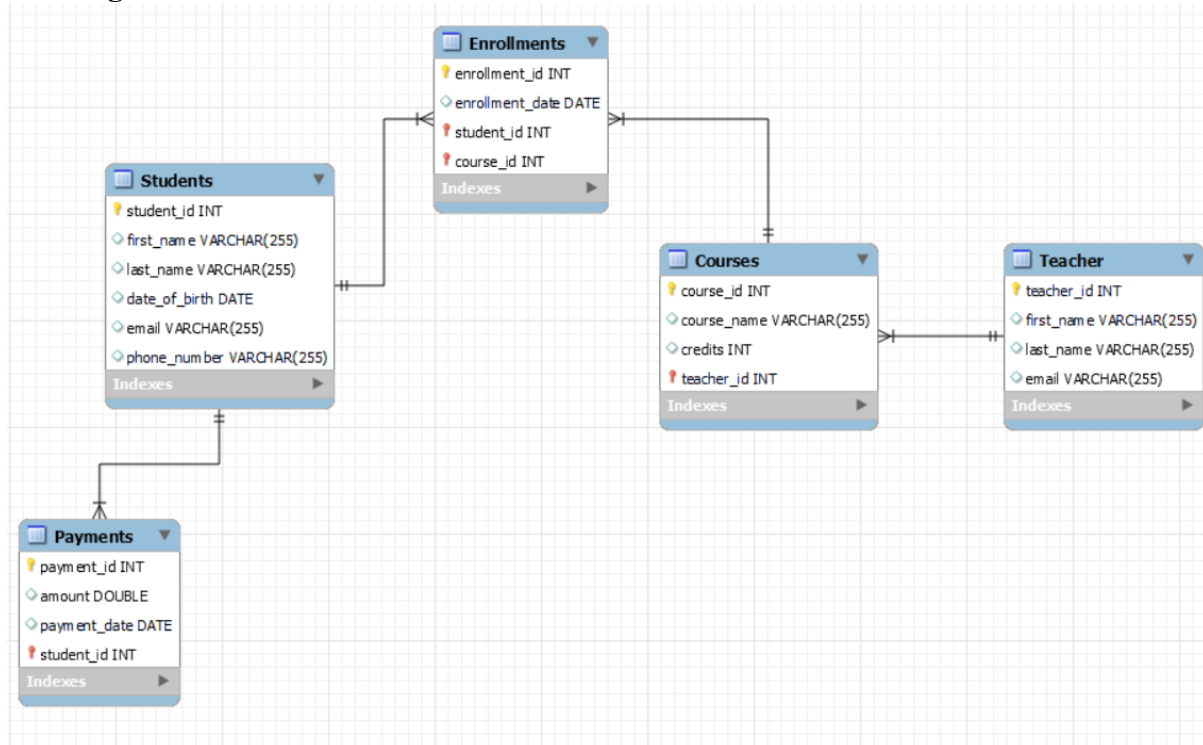 Enrollments
enrollment_id INT
enrollment_date DATE
student_id INT
course_id INT
Indexes
Students
student_id INT
first_name VARCHAR(255)
last_name VARCHAR(255)
date_of_birth DATE
email VARCHAR(255)
phone_number VARCHAR(255)
Indexes
Courses
course_id INT
course_name VARCHAR(255)
credits INT
teacher_id INT
Indexes
Teacher
teacher_id INT
first_name VARCHAR(255)
last_name VARCHAR(255)
email VARCHAR(255)
Indexes
Payments
payment_id INT
amount DOUBLE
payment_date DATE
student_id INT
Indexes